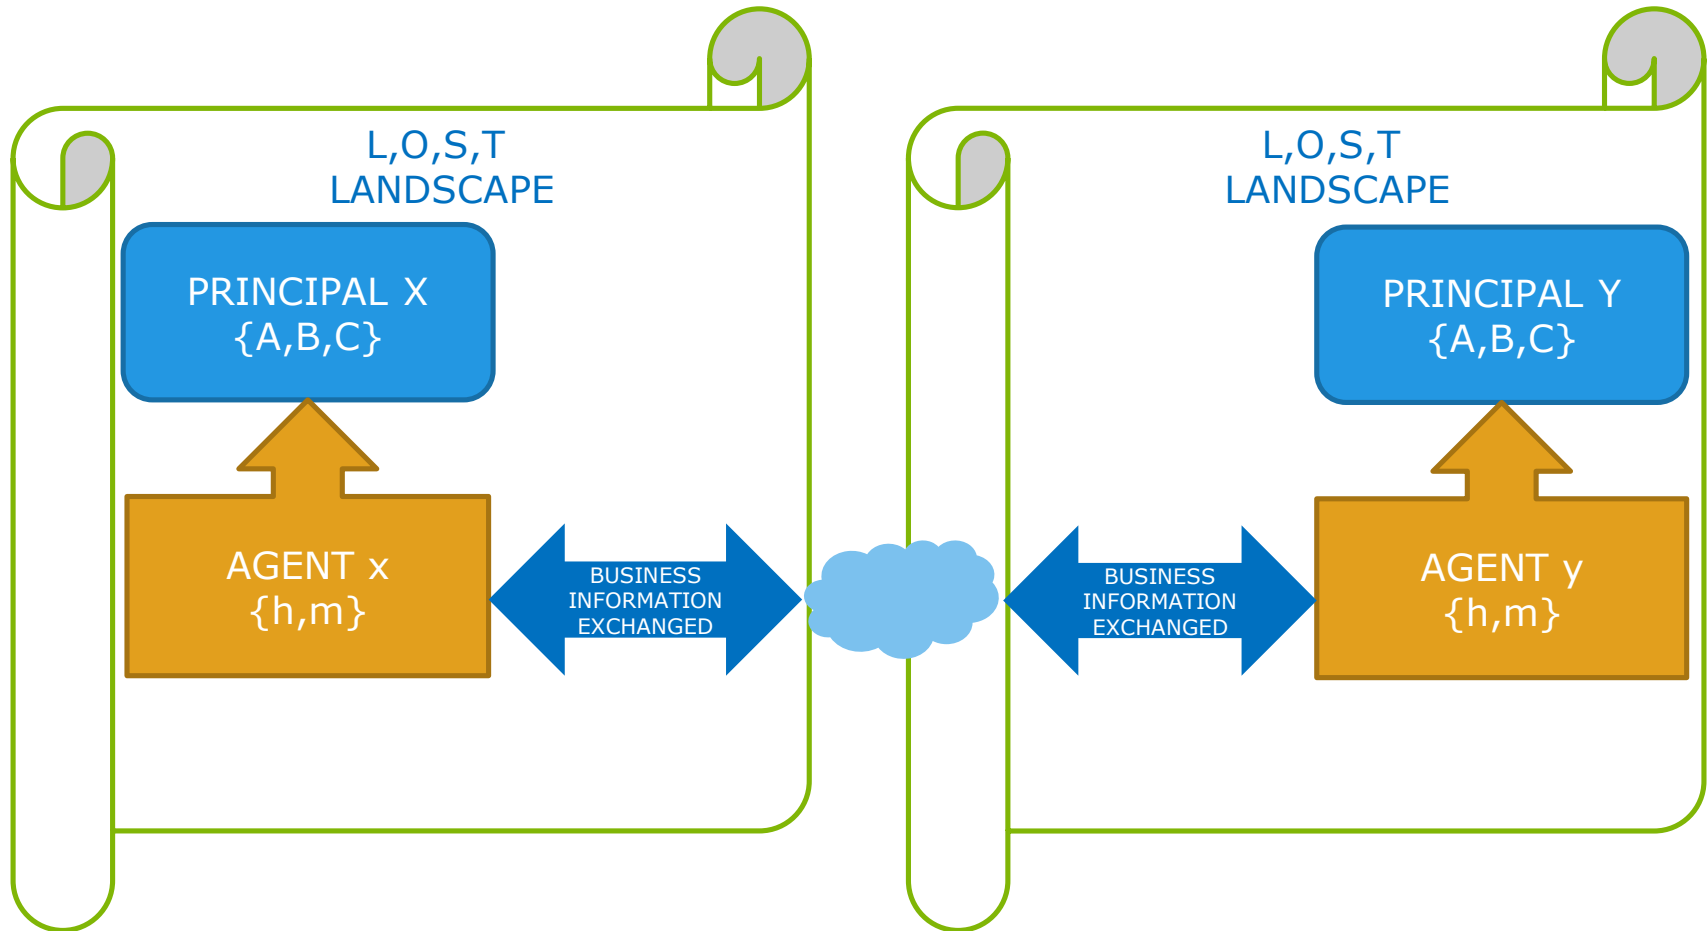 L,O,S,T
LANDSCAPE
PRINCIPAL X
{A,B,C}
AGENT x
{h,m}
BUSINESS
INFORMATION
EXCHANGED
L,O,S,T
LANDSCAPE
PRINCIPAL Y
{A,B,C}
BUSINESS
INFORMATION
EXCHANGED
AGENT y
{h,m}